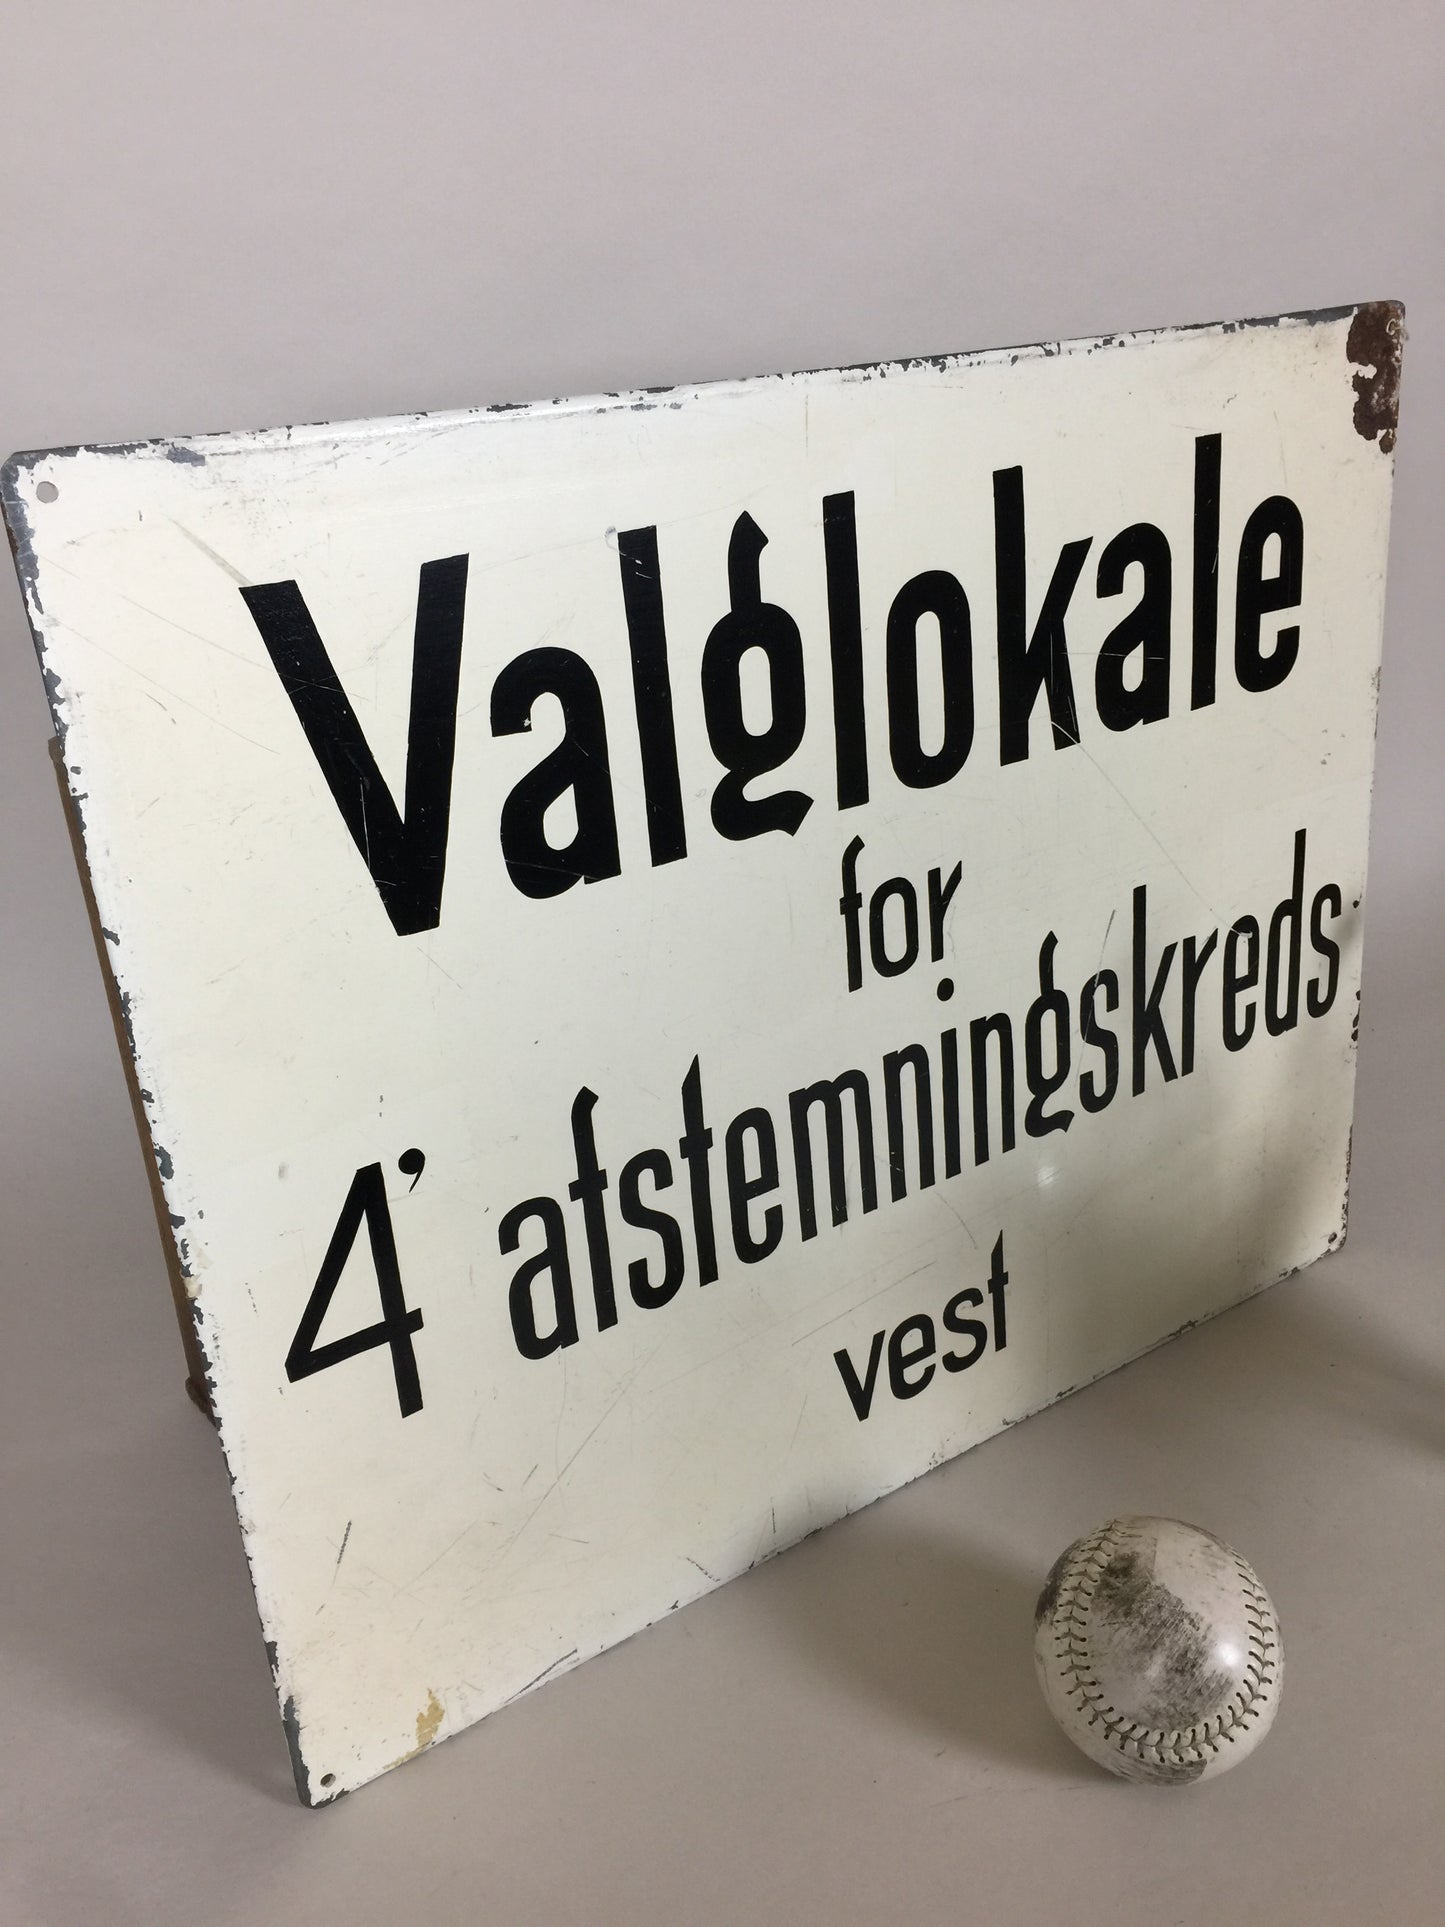 Valglokale
for
4' afstemningskreds
vest